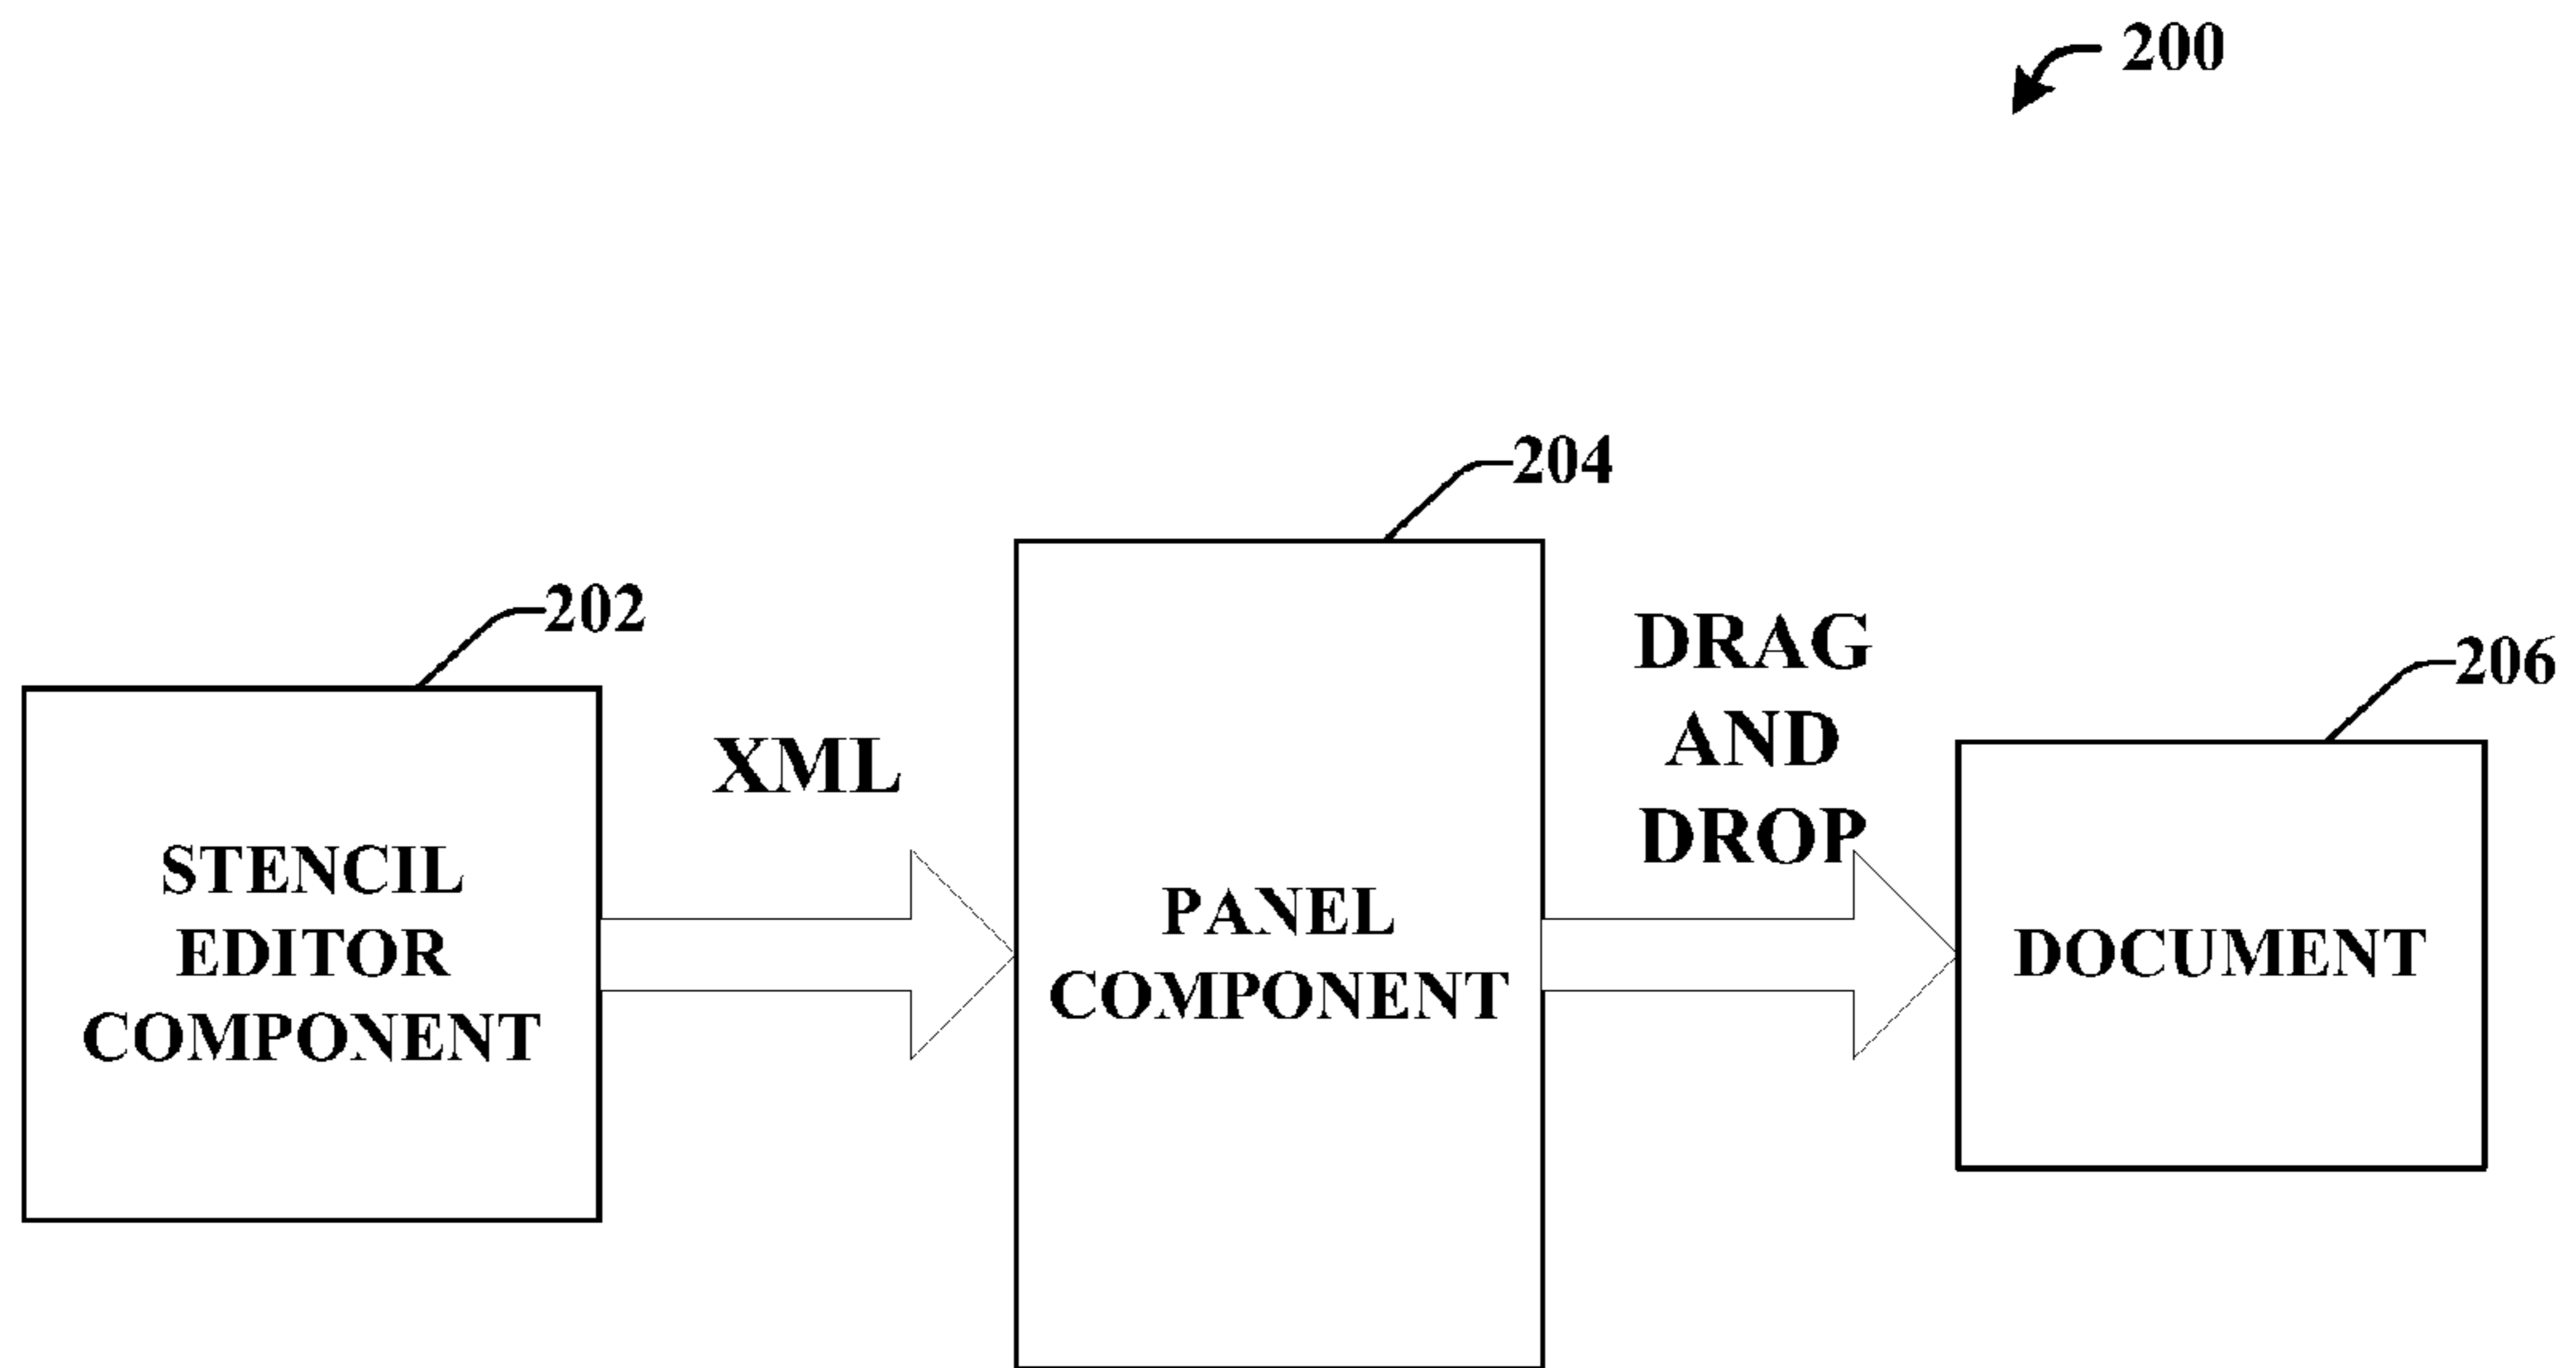 200
204
202
206
XML
DRAG
AND
DROP
STENCIL
EDITOR
COMPONENT
PANEL
COMPONENT
DOCUMENT